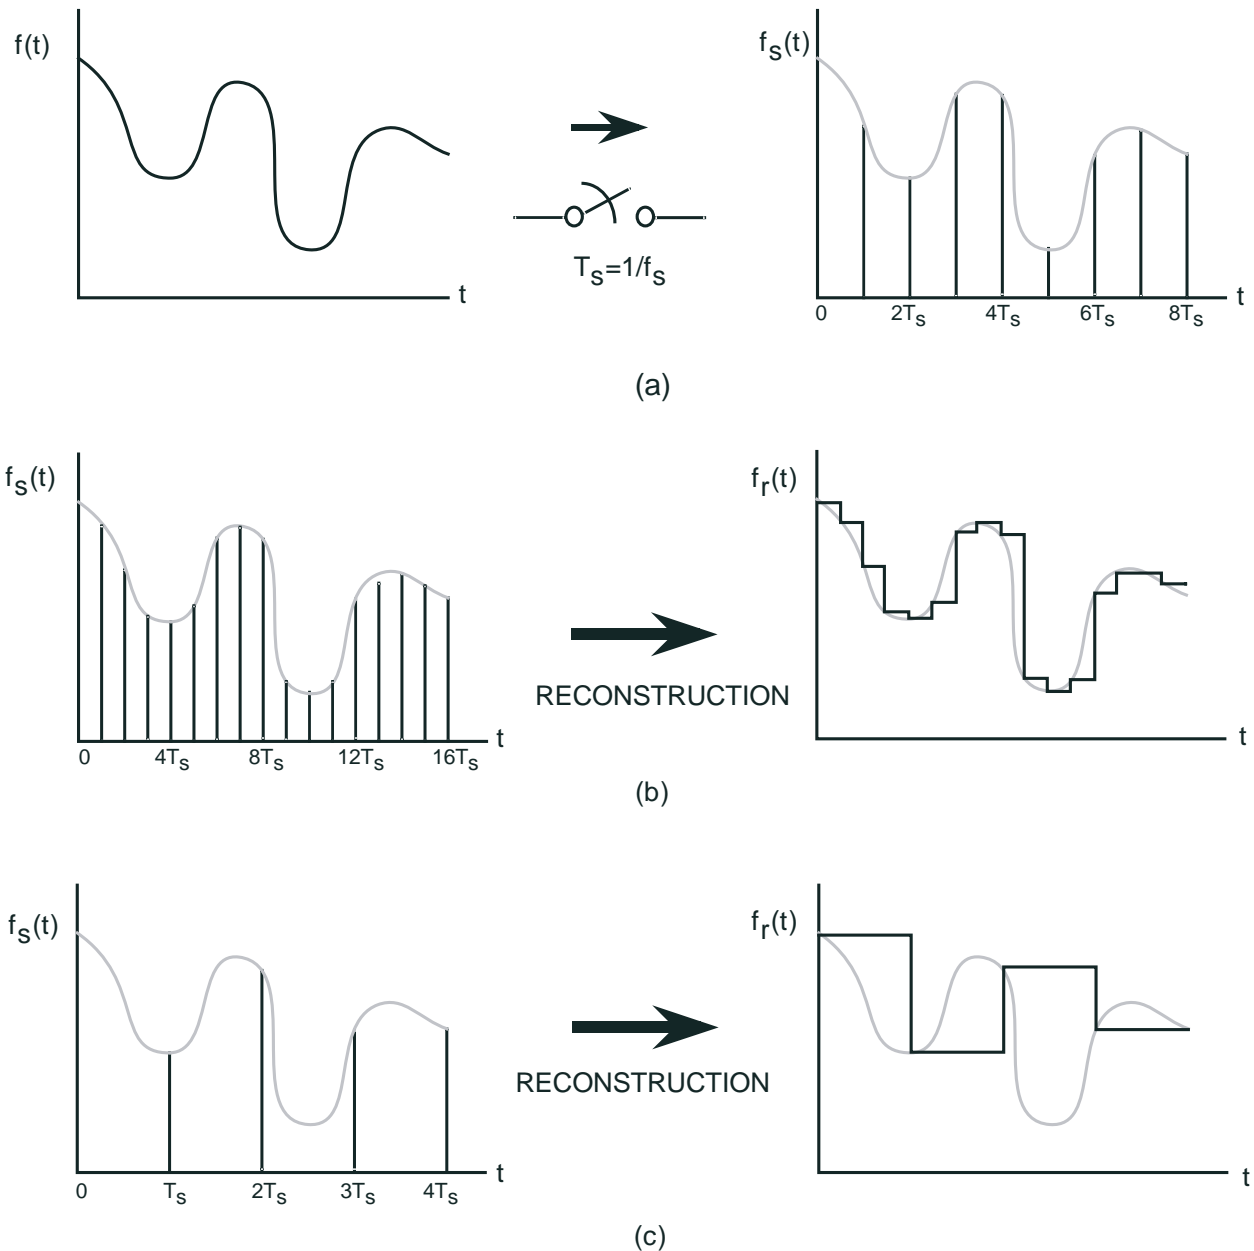 f(t)
t
T_s=1/f_s
f_s(t)
0 2T_s 4T_s 6T_s 8T_s
t
(a)
f_s(t)
0 4T_s 8T_s 12T_s 16T_s
t
RECONSTRUCTION
f_r(t)
t
(b)
f_s(t)
0 T_s 2T_s 3T_s 4T_s
t
RECONSTRUCTION
f_r(t)
t
(c)